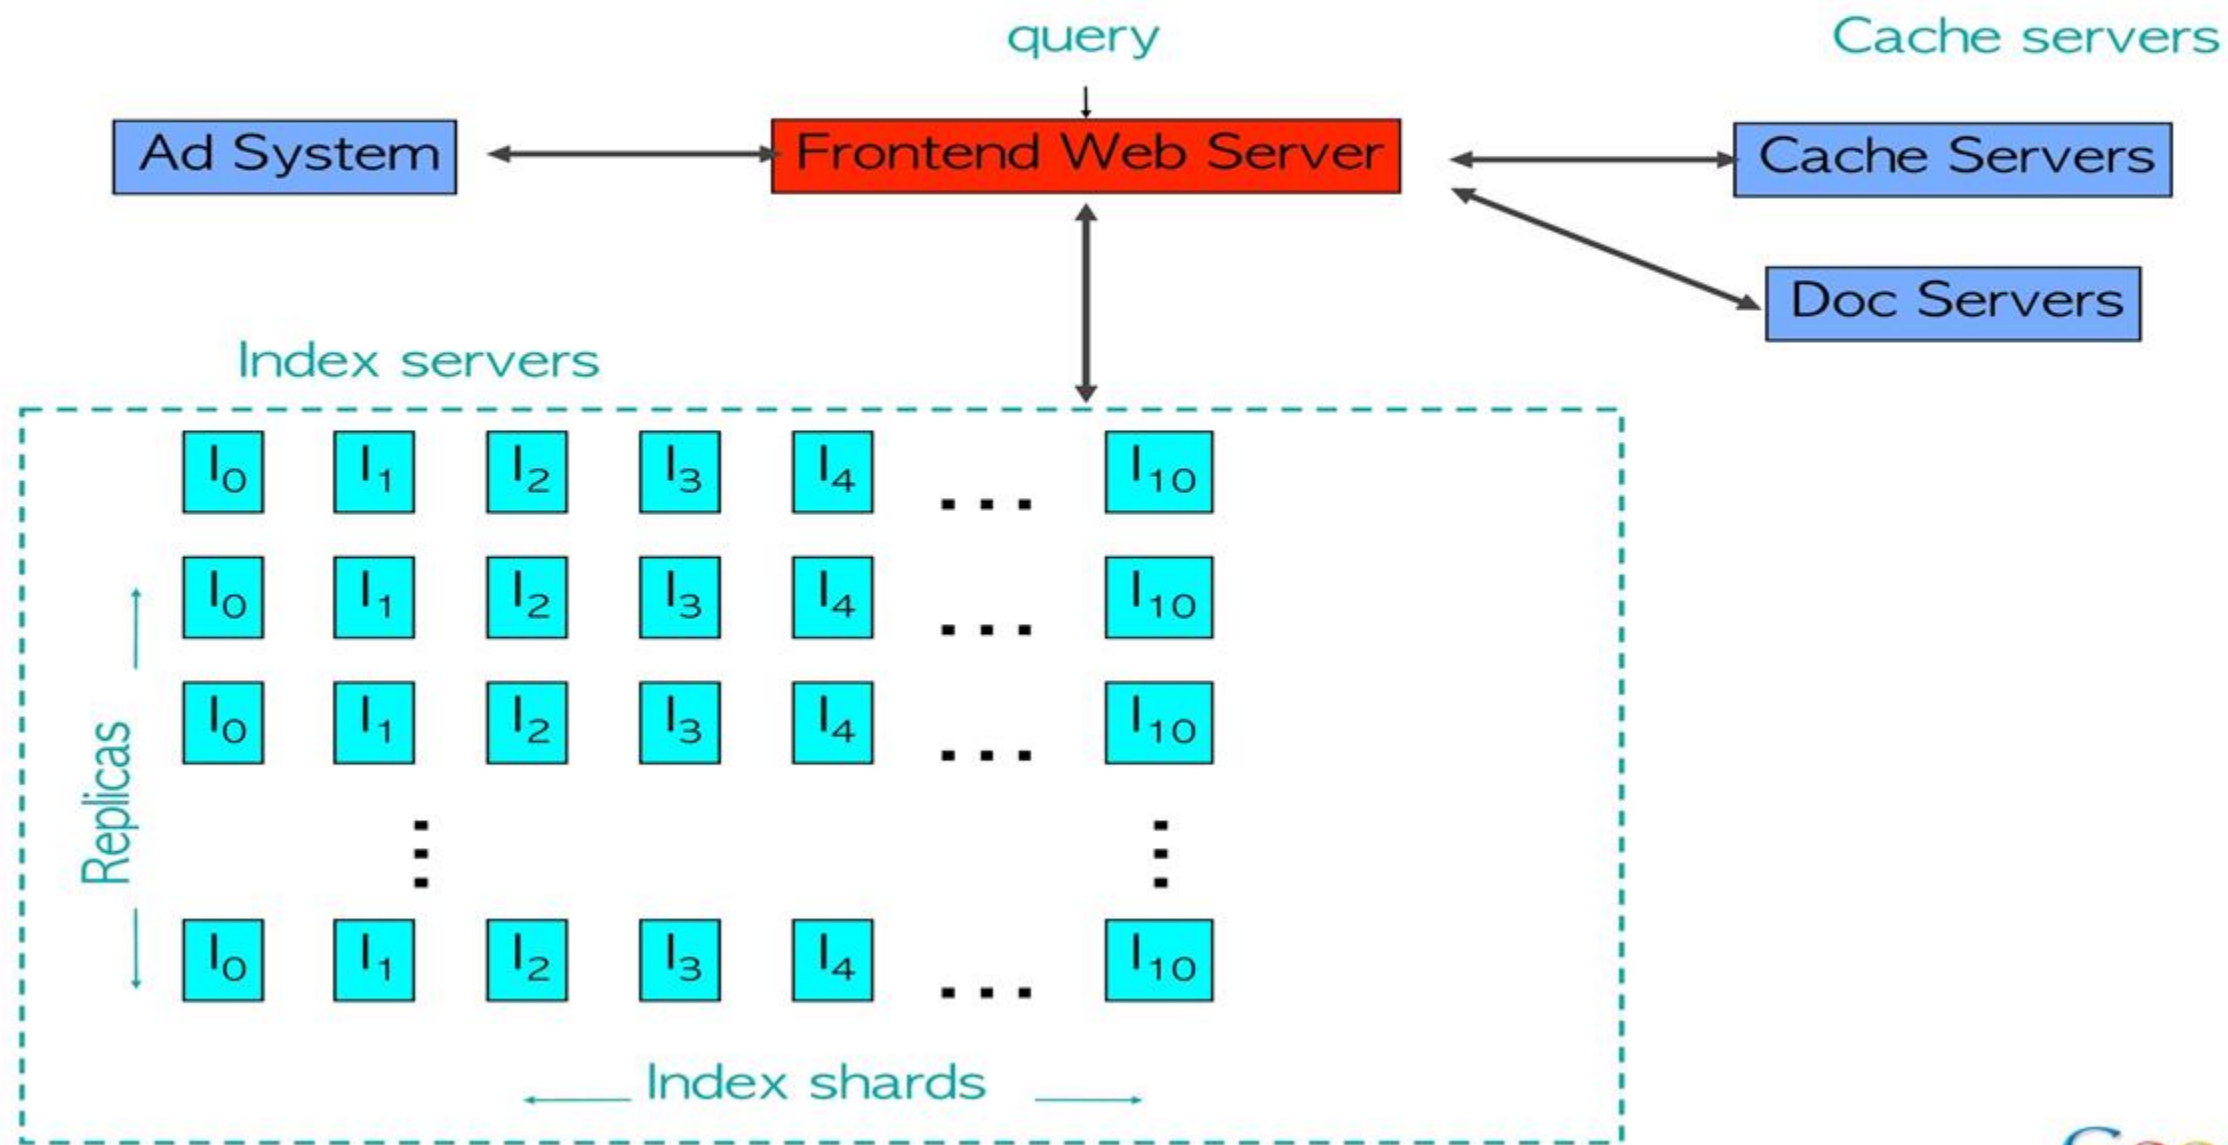 query
Cache servers
Ad System
Frontend Web Server
Cache Servers
Doc Servers
Index servers
I0 I1 I2 I3 I4 ... I10
I0 I1 I2 I3 I4 ... I10
I0 I1 I2 I3 I4 ... I10
Replicas
I0 I1 I2 I3 I4 ... I10
Index shards